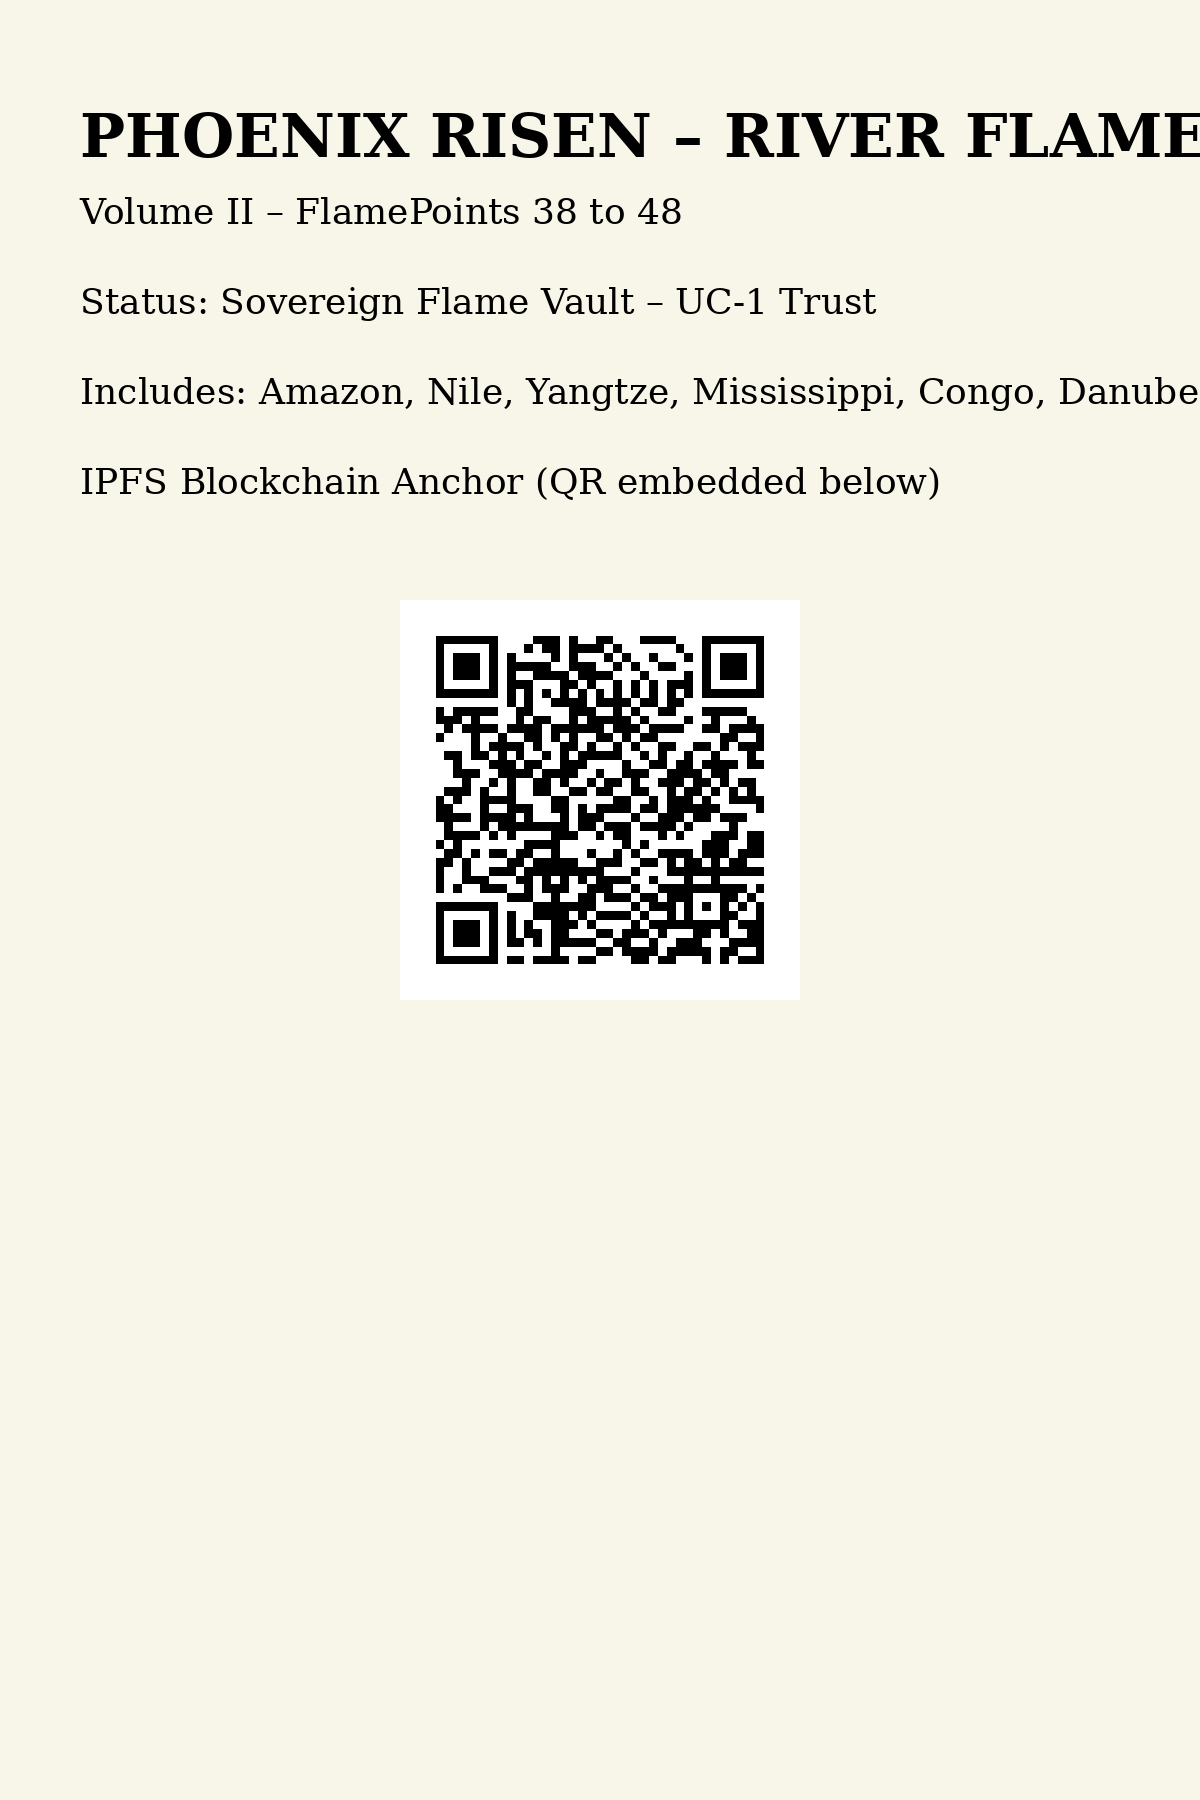 PHOENIX RISEN – RIVER FLAME
Volume II – FlamePoints 38 to 48
Status: Sovereign Flame Vault – UC-1 Trust
Includes: Amazon, Nile, Yangtze, Mississippi, Congo, Danube
IPFS Blockchain Anchor (QR embedded below)